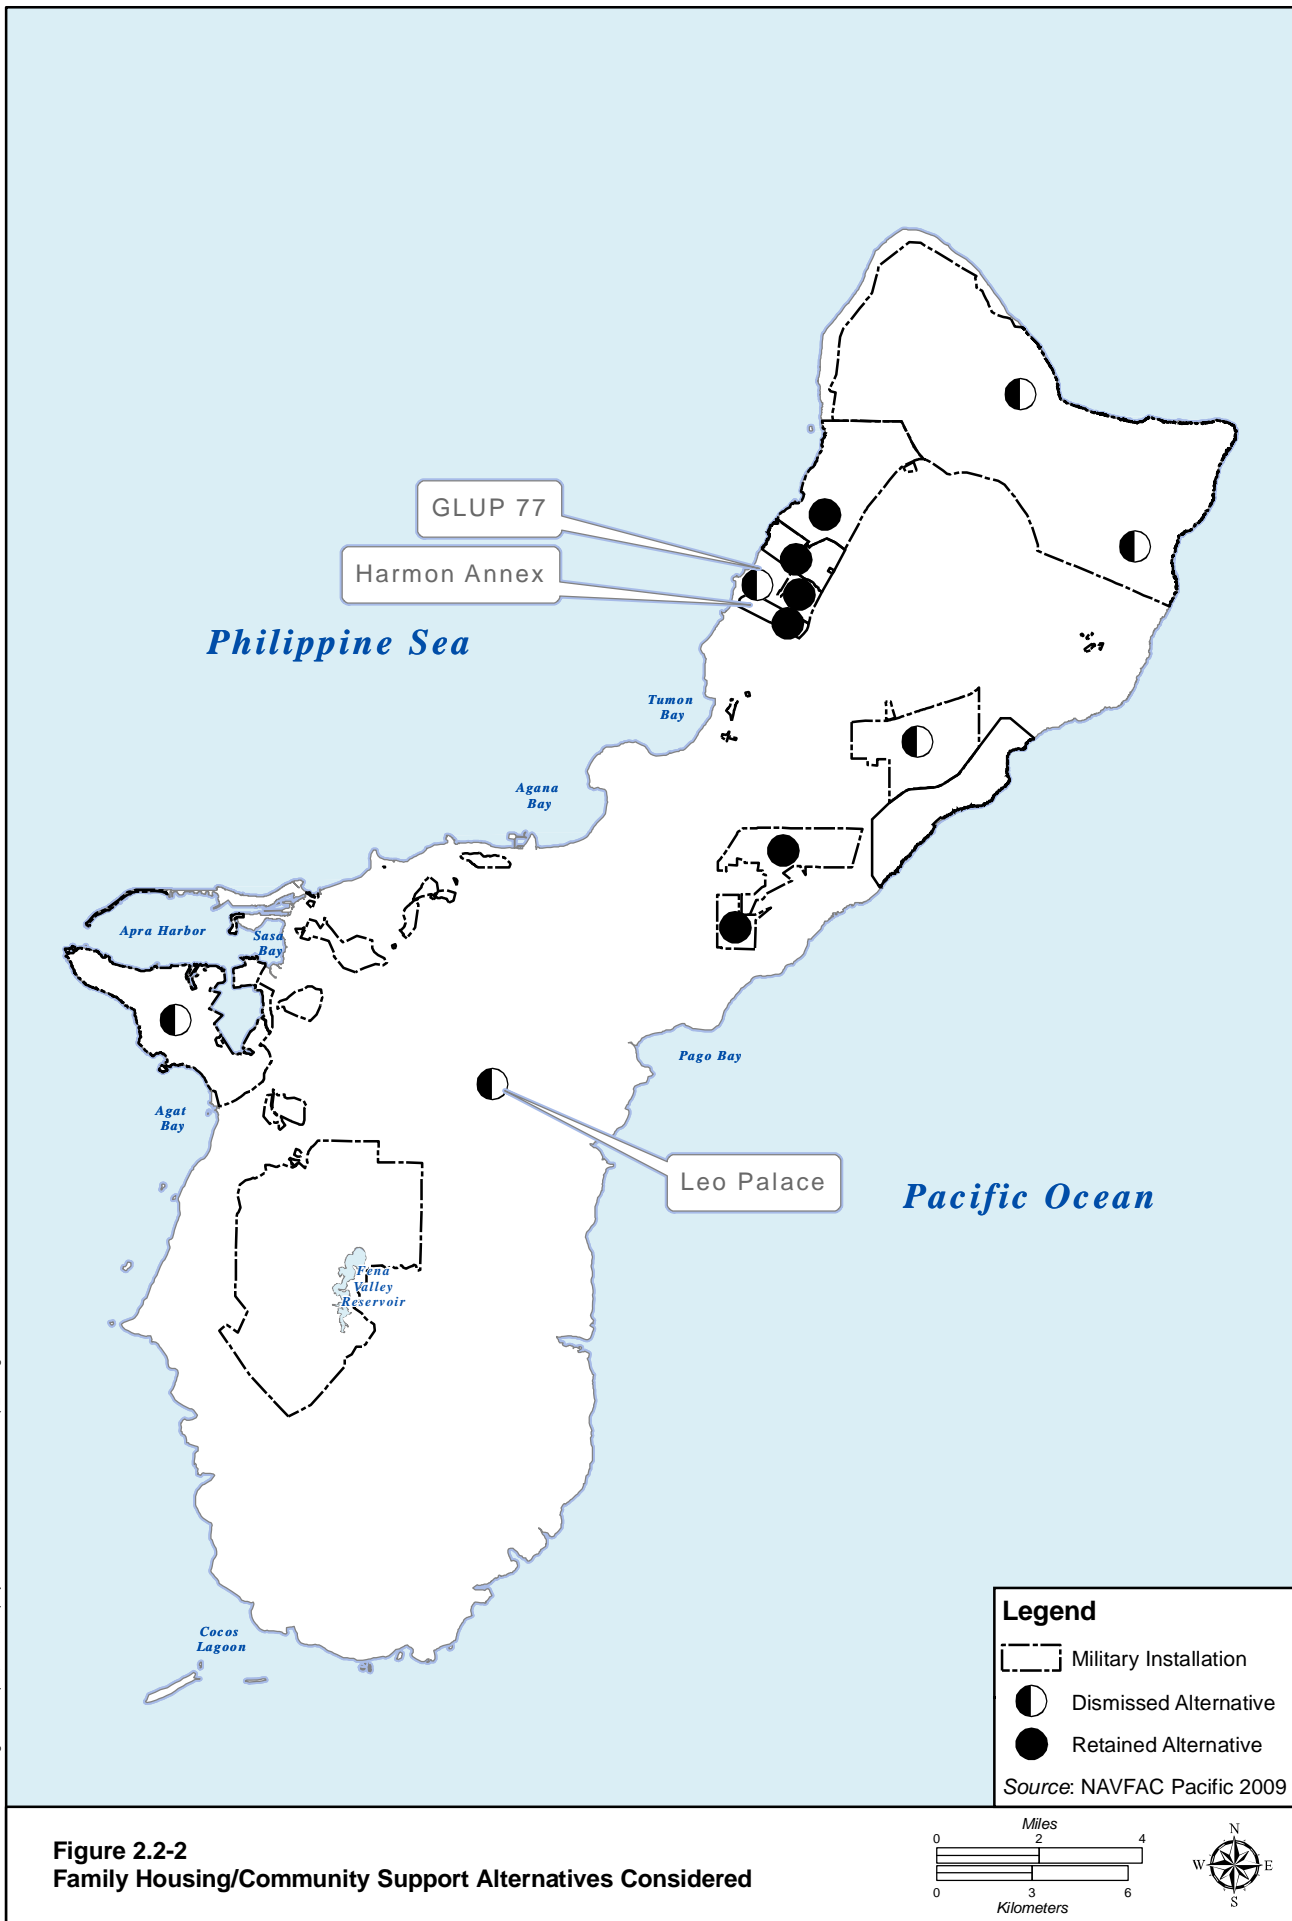 GLUP 77
Harmon Annex
Philippine Sea
Tumon
Bay
Agana
Bay
Apra Harbor
Sasa
Bay
Pago Bay
Agat
Bay
Leo Palace
Pacific Ocean
Fena
Valley
Reservoir
Cocos
Lagoon
Legend
Military Installation
Dismissed Alternative
Retained Alternative
Source: NAVFAC Pacific 2009
Figure 2.2-2
Family Housing/Community Support Alternatives Considered
Miles
0 2 4
0 3 6
Kilometers
N
W E
S